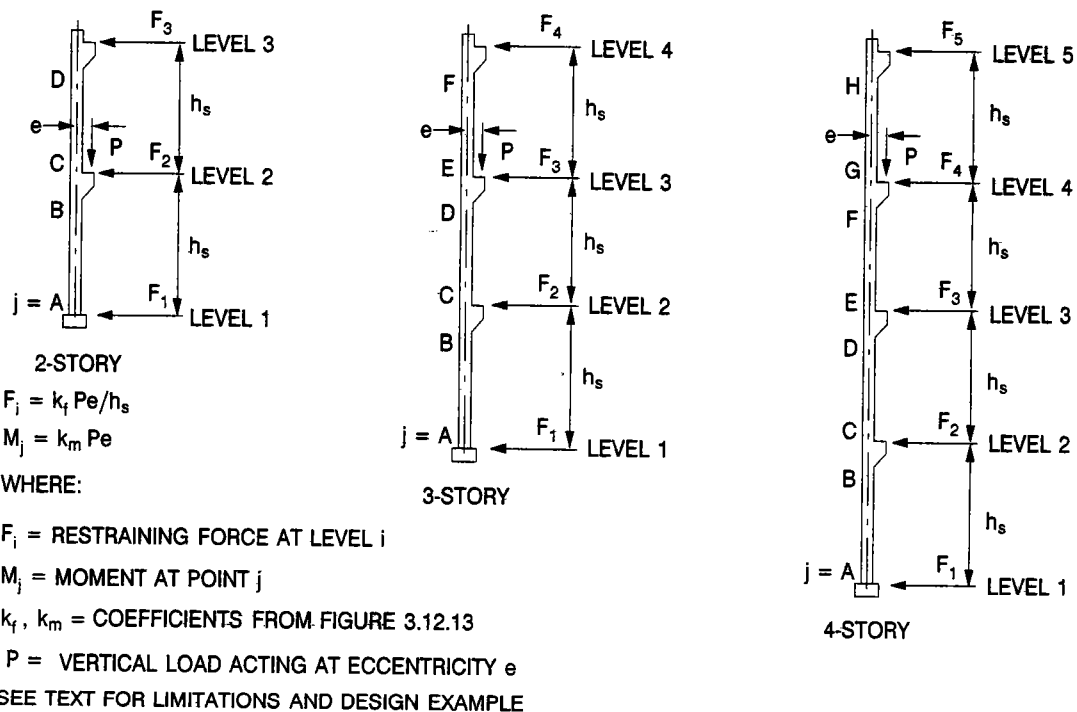 F3
LEVEL 3
D
hs
e
P
C
F2
LEVEL 2
B
hs
j = A
F1
LEVEL 1
2-STORY
F4
LEVEL 4
F
hs
e
P
E
F3
LEVEL 3
D
hs
C
F2
LEVEL 2
B
hs
j = A
F1
LEVEL 1
3-STORY
F5
LEVEL 5
H
hs
e
P
G
F4
LEVEL 4
F
hs
E
F3
LEVEL 3
D
hs
C
F2
LEVEL 2
B
hs
j = A
F1
LEVEL 1
4-STORY
Fi = kf Pe/hs
Mj = km Pe
WHERE:
Fi = RESTRAINING FORCE AT LEVEL i
Mj = MOMENT AT POINT j
kf , km = COEFFICIENTS FROM FIGURE 3.12.13
P = VERTICAL LOAD ACTING AT ECCENTRICITY e
SEE TEXT FOR LIMITATIONS AND DESIGN EXAMPLE